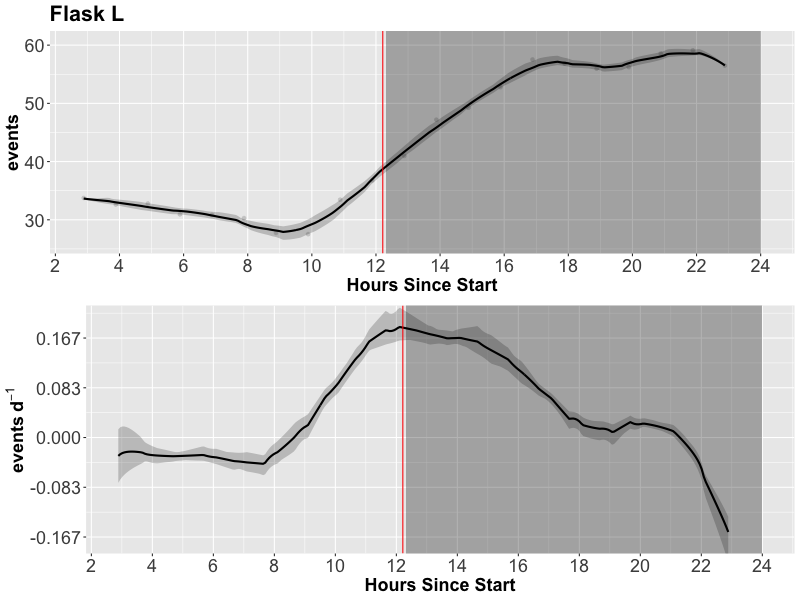 Flask L
60
50
40
30
events
2 4 6 8 10 12 14 16 18 20 22 24
Hours Since Start
0.167
0.083
0.000
-0.083
-0.167
events d⁻¹
2 4 6 8 10 12 14 16 18 20 22 24
Hours Since Start